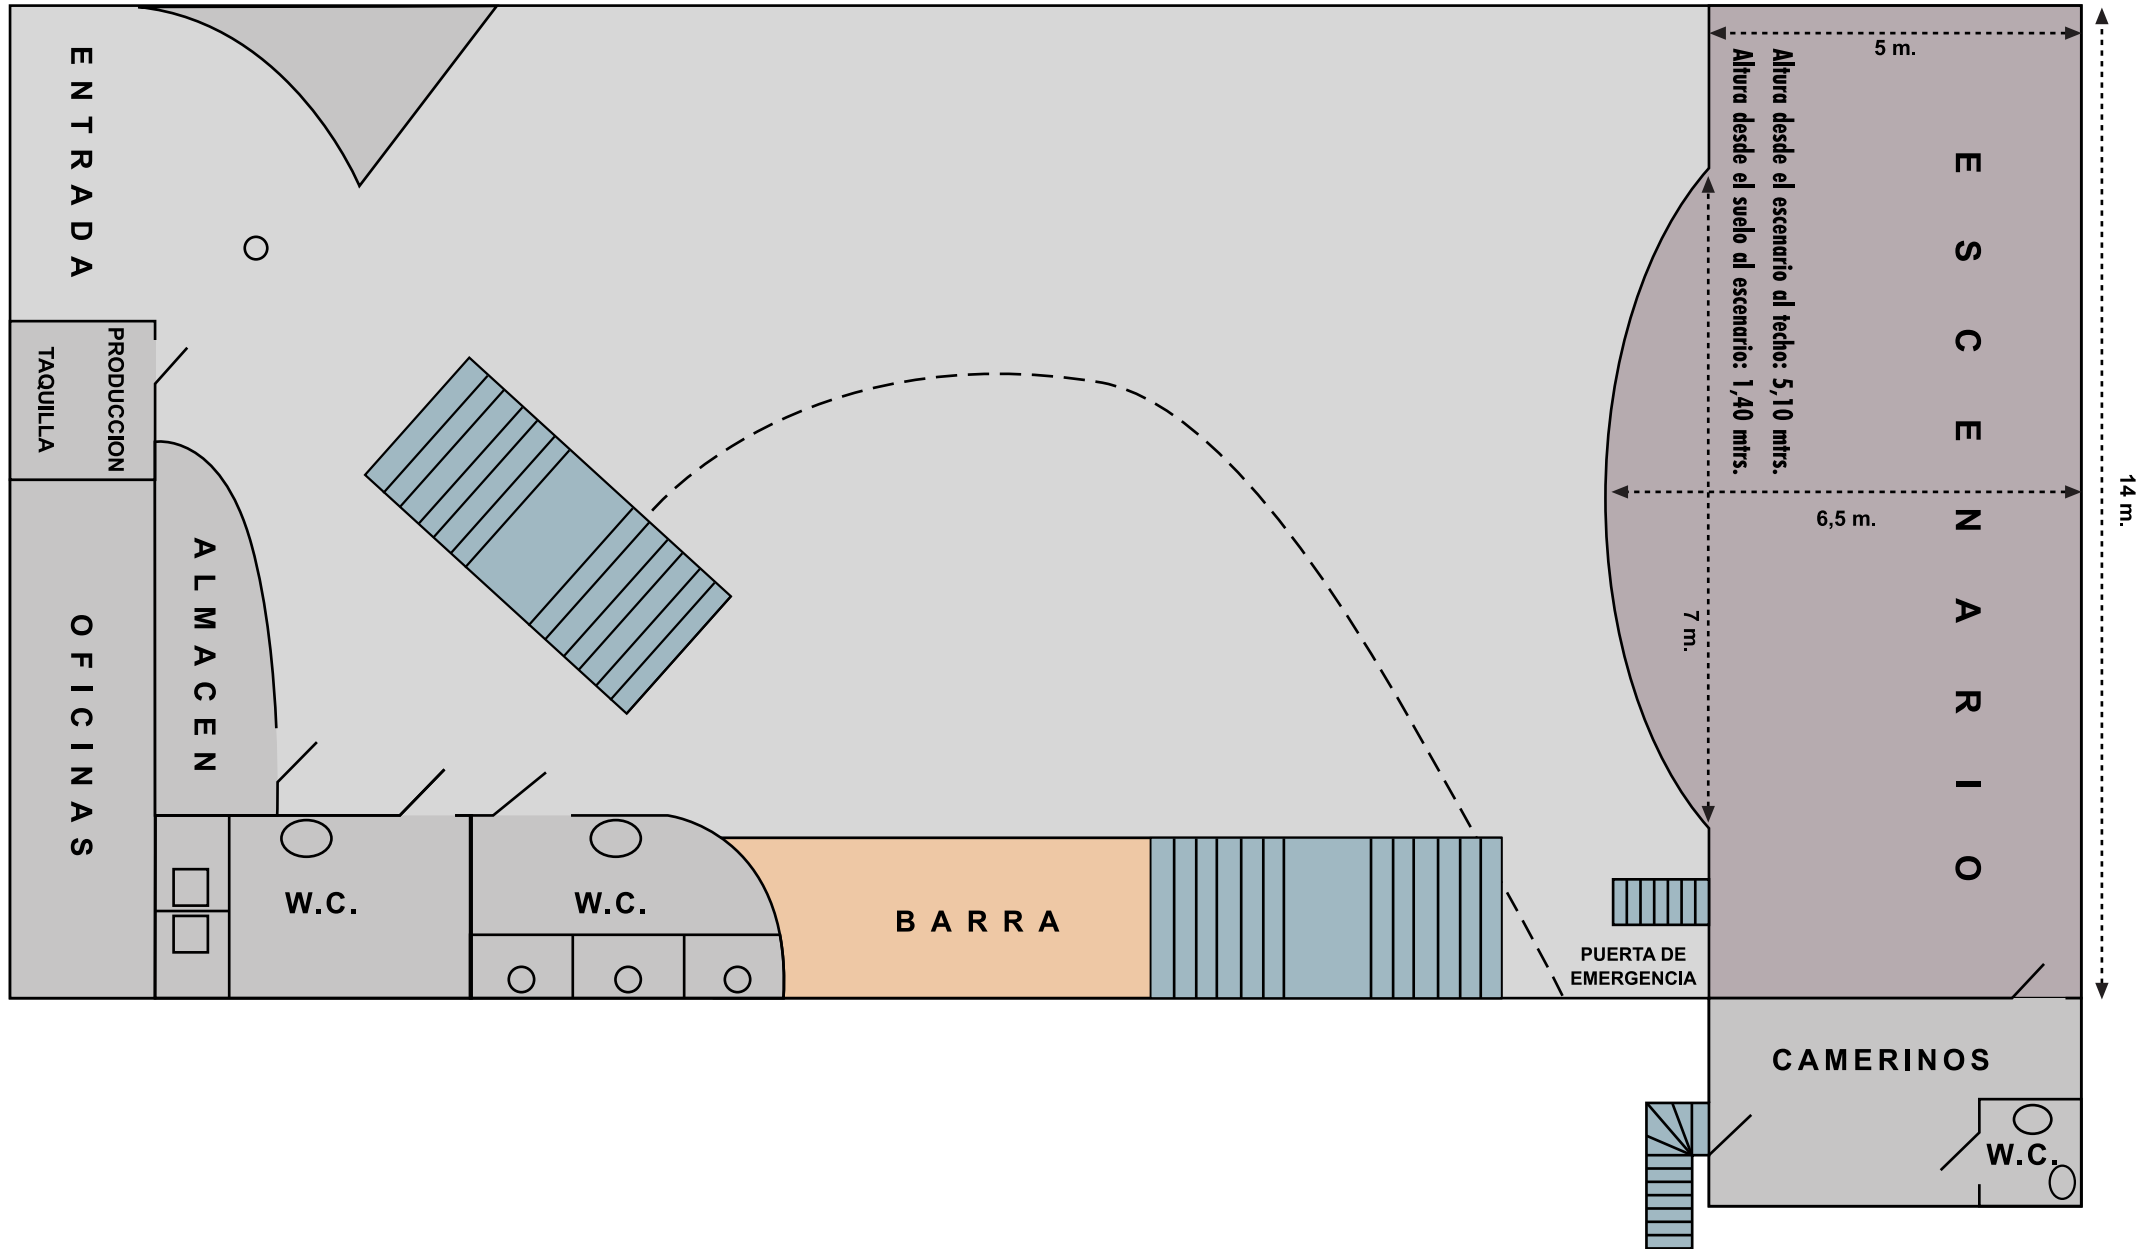 ENTRADA
PRODUCCION
TAQUILLA
OFICINAS
ALMACEN
W.C.
W.C.
BARRA
PUERTA DE
EMERGENCIA
5 m.
Altura desde el escenario al techo: 5,10 mtrs.
Altura desde el suelo al escenario: 1,40 mtrs.
ESCENARIO
6,5 m.
7 m.
14 m.
CAMERINOS
W.C.